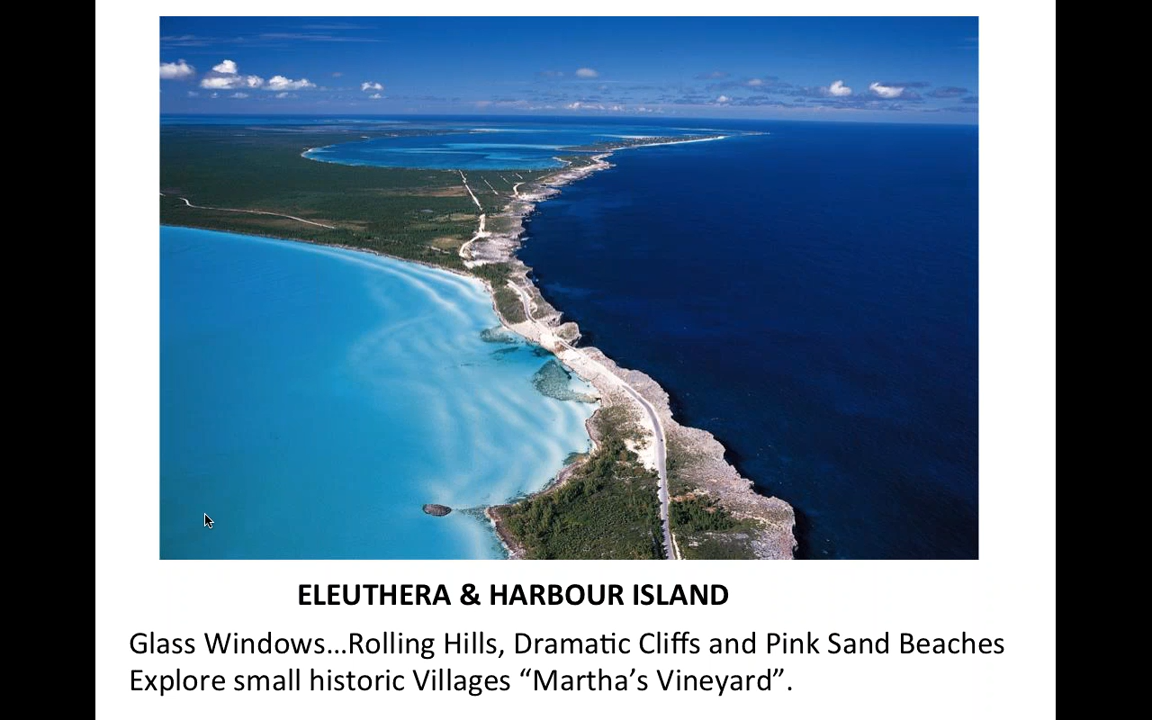 ELEUTHERA & HARBOUR ISLAND
Glass Windows...Rolling Hills, Dramatic Cliffs and Pink Sand Beaches
Explore small historic Villages “Martha’s Vineyard”.